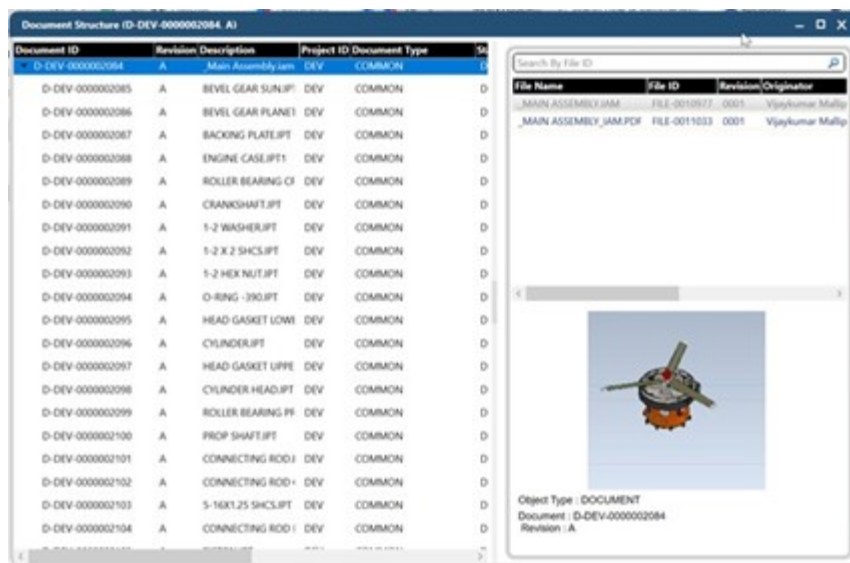 Document Structure (D-DEV-0000002084, A)
Document ID Revision Description Project ID Document Type
D-DEV-0000002084 A _Main Assembly.iam DEV COMMON D
D-DEV-0000002085 A BEVEL GEAR SUN.IPT DEV COMMON D
D-DEV-0000002086 A BEVEL GEAR PLANET DEV COMMON D
D-DEV-0000002087 A BACKING PLATE.IPT DEV COMMON D
D-DEV-0000002088 A ENGINE CASE.IPT1 DEV COMMON D
D-DEV-0000002089 A ROLLER BEARING CF DEV COMMON D
D-DEV-0000002090 A CRANKSHAFT.IPT DEV COMMON D
D-DEV-0000002091 A 1-2 WASHER.IPT DEV COMMON D
D-DEV-0000002092 A 1-2 X 2 SHCS.IPT DEV COMMON D
D-DEV-0000002093 A 1-2 HEX NUT.IPT DEV COMMON D
D-DEV-0000002094 A O-RING -390.IPT DEV COMMON D
D-DEV-0000002095 A HEAD GASKET LOWE DEV COMMON D
D-DEV-0000002096 A CYLINDER.IPT DEV COMMON D
D-DEV-0000002097 A HEAD GASKET UPPE DEV COMMON D
D-DEV-0000002098 A CYLINDER HEAD.IPT DEV COMMON D
D-DEV-0000002099 A ROLLER BEARING PF DEV COMMON D
D-DEV-0000002100 A PROP SHAFT.IPT DEV COMMON D
D-DEV-0000002101 A CONNECTING ROD.I DEV COMMON D
D-DEV-0000002102 A CONNECTING ROD DEV COMMON D
D-DEV-0000002103 A 5-16X1.25 SHCS.IPT DEV COMMON D
D-DEV-0000002104 A CONNECTING ROD DEV COMMON D
Search By File ID
File Name File ID Revision Originator
_MAIN ASSEMBLY.IAM FILE-0010977 0001 Vijaykumar Mallip
_MAIN ASSEMBLY_IAM.PDF FILE-0011033 0001 Vijaykumar Mallip
Object Type : DOCUMENT
Document : D-DEV-0000002084
Revision : A